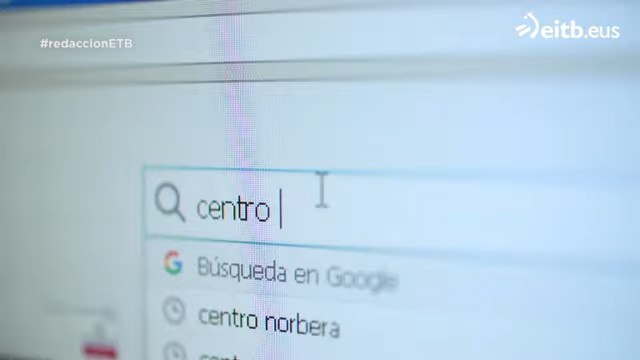 #redaccionETB
eitb.eus
centro
Búsqueda en Google
centro norbera